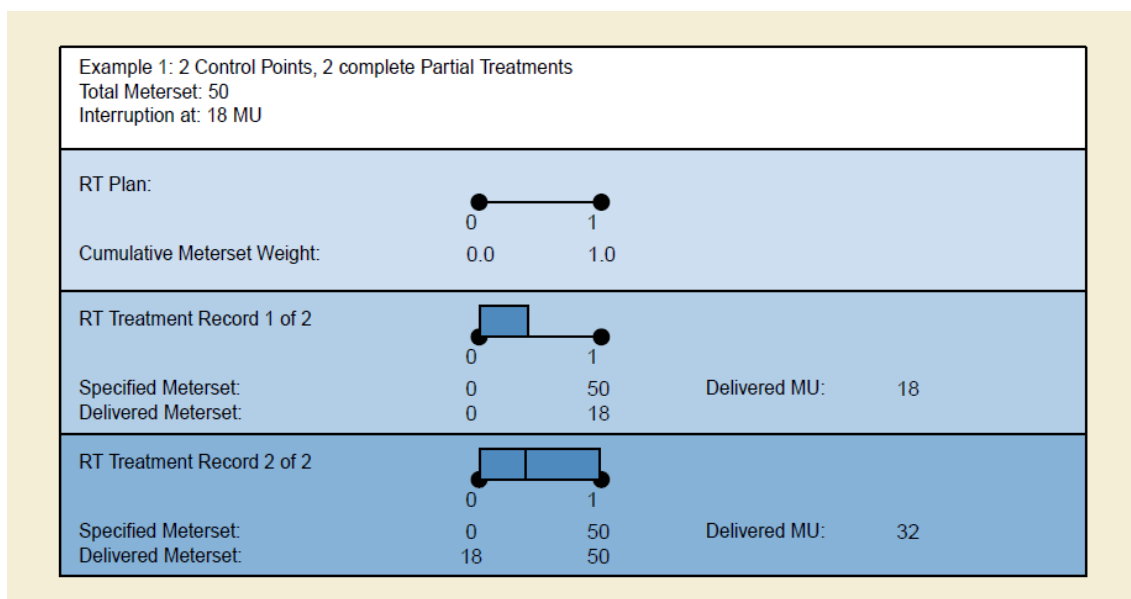 Example 1: 2 Control Points, 2 complete Partial Treatments
Total Meterset: 50
Interruption at: 18 MU
RT Plan:
0 1
Cumulative Meterset Weight: 0.0 1.0
RT Treatment Record 1 of 2
0 1
Specified Meterset: 0 50 Delivered MU: 18
Delivered Meterset: 0 18
RT Treatment Record 2 of 2
0 1
Specified Meterset: 0 50 Delivered MU: 32
Delivered Meterset: 18 50